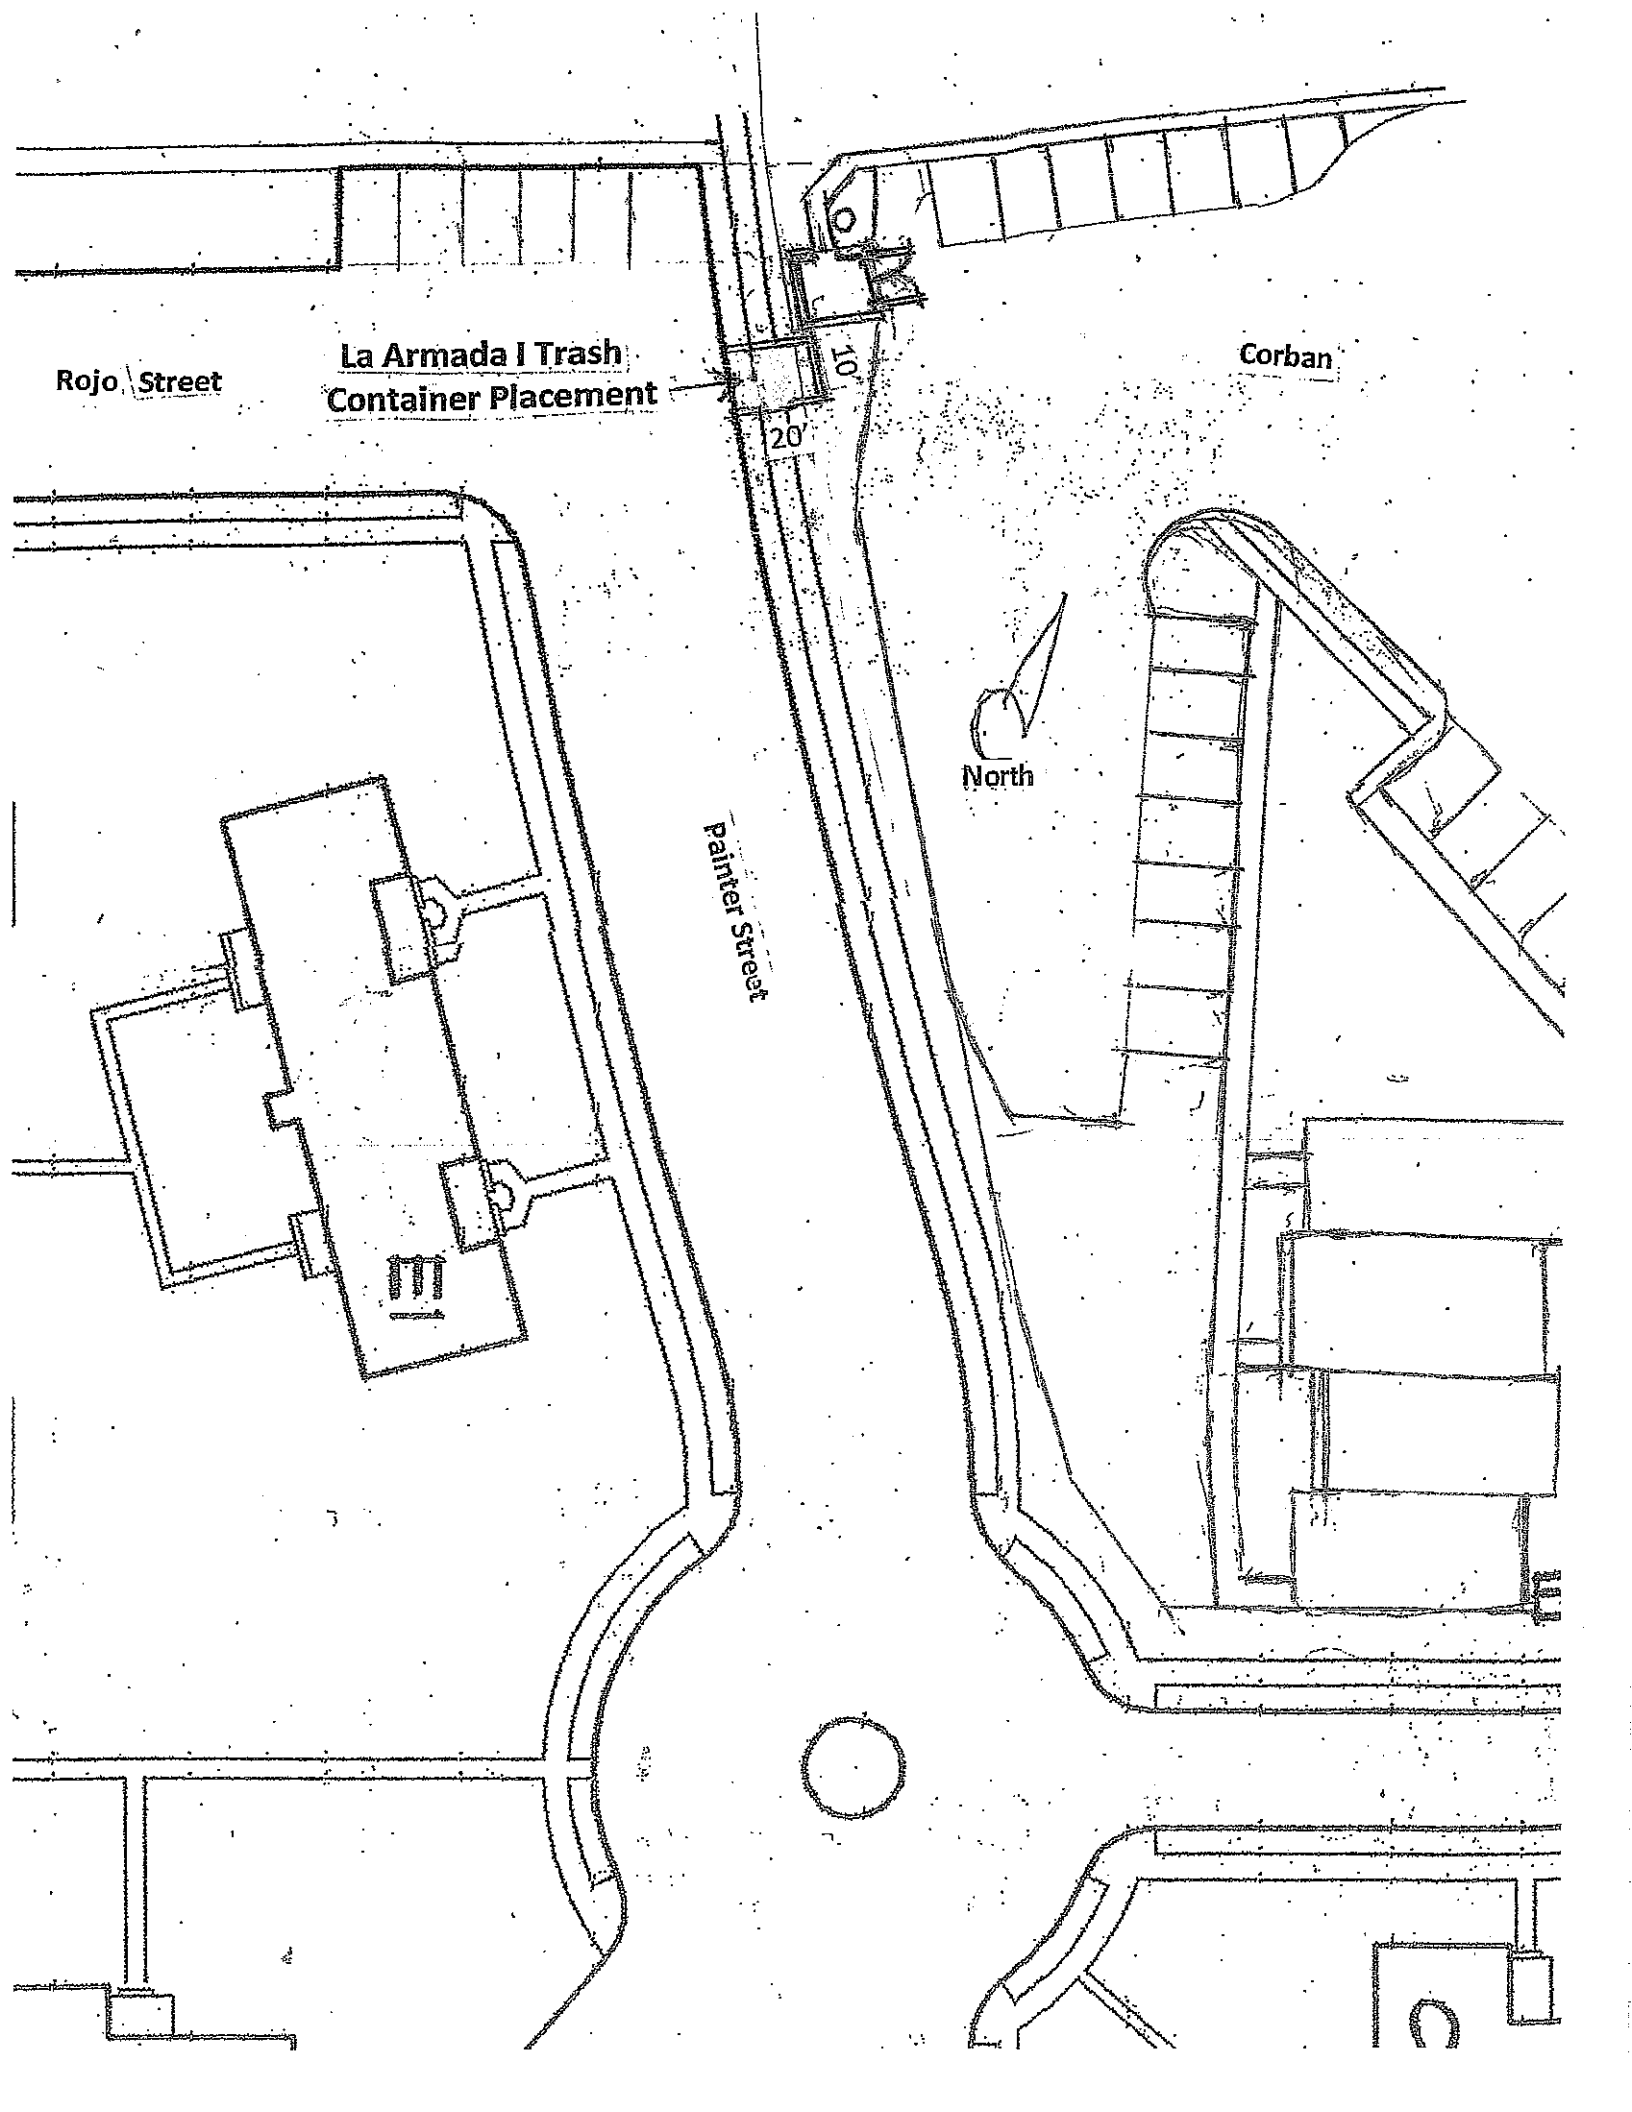 La Armada I Trash
Container Placement
Rojo Street
Corban
10'
20'
North
Painter Street
E
E
C